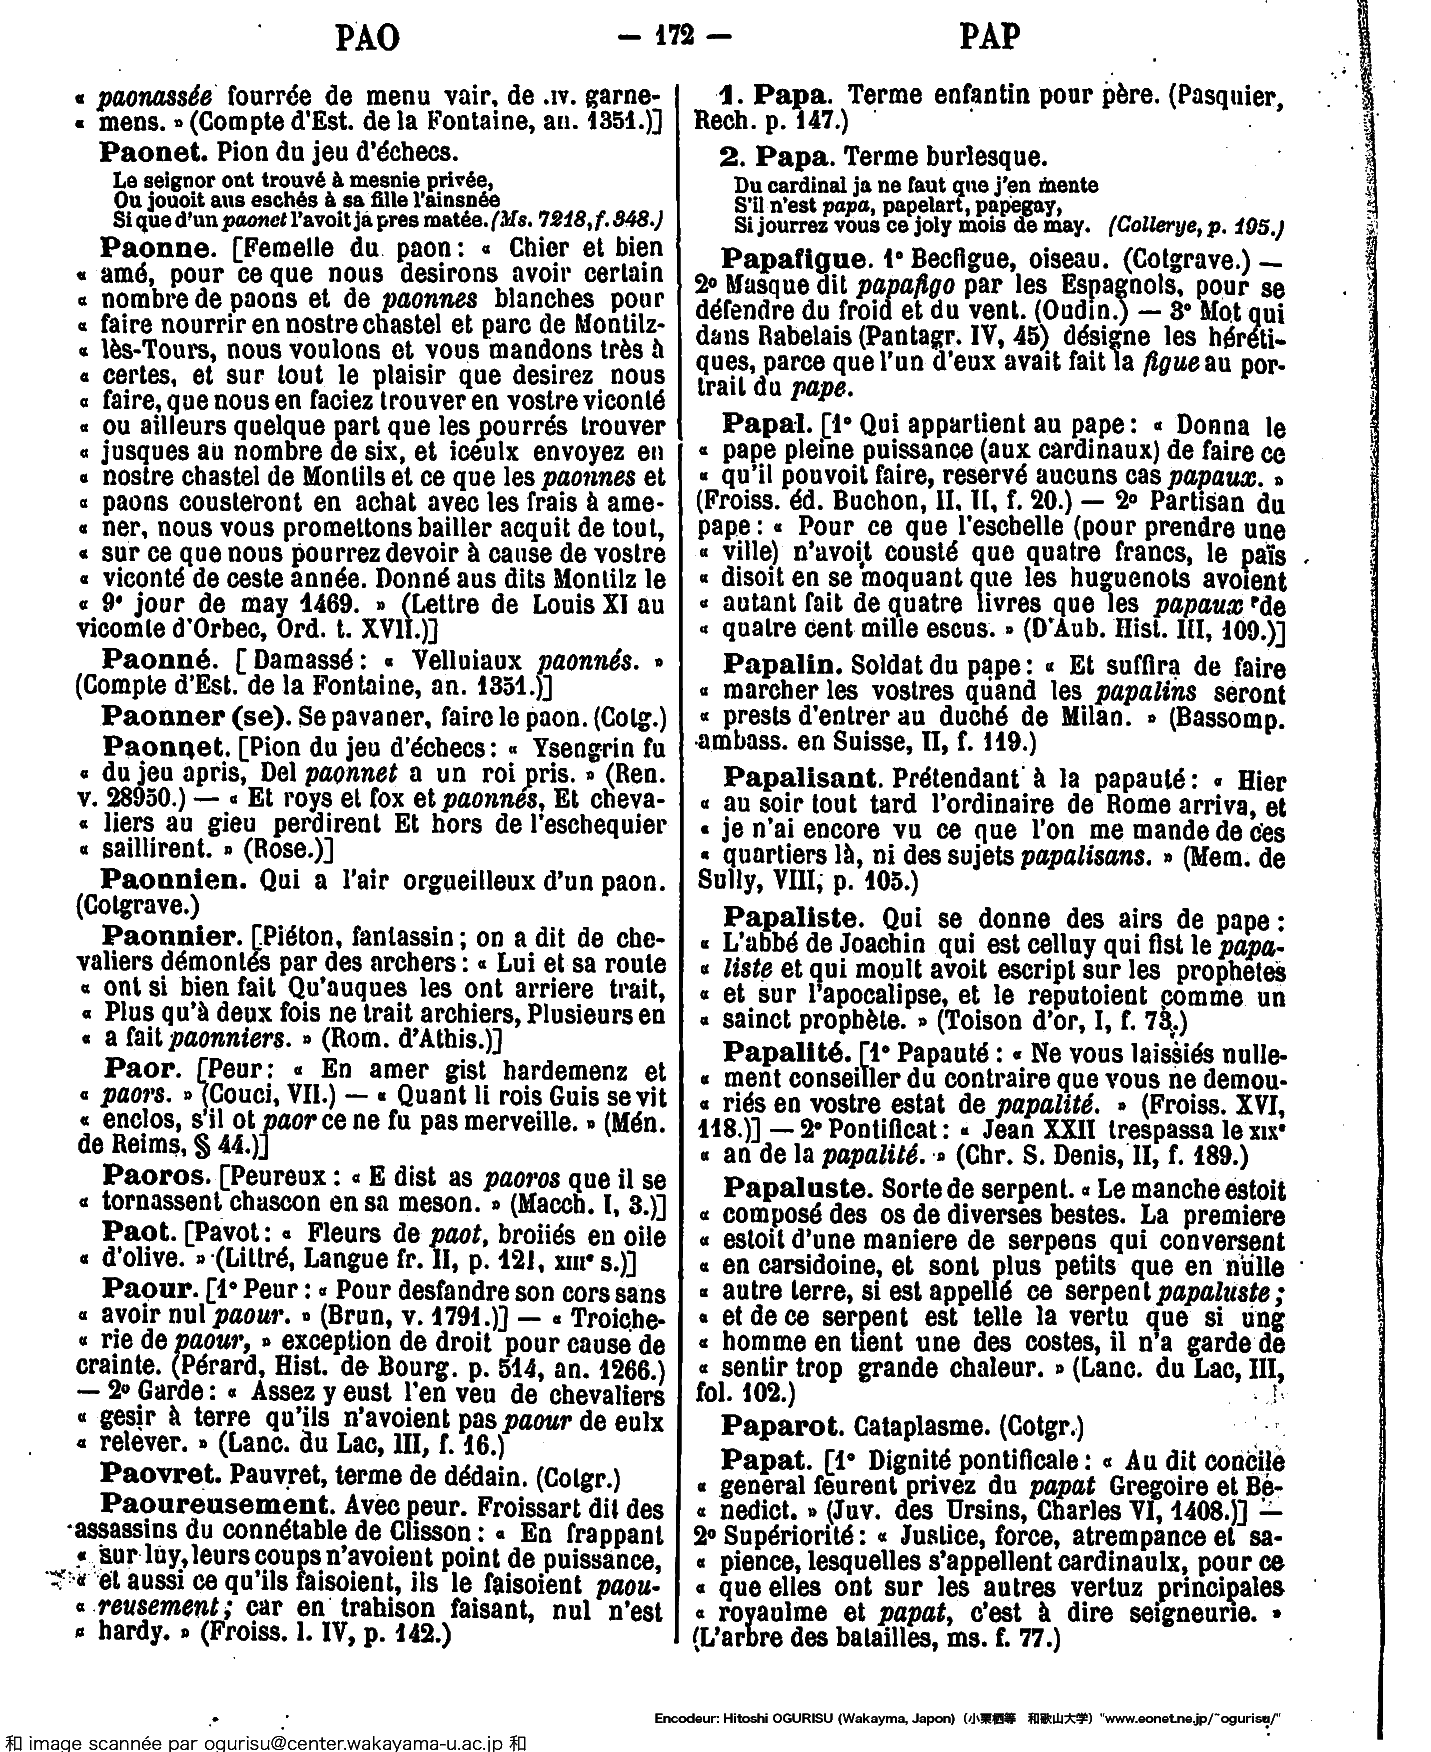 PAO — 172 — PAP
« paonassée fourrée de menu vair, de .IV. garne-
« mens. » (Compte d'Est. de la Fontaine, an. 1351.)]
Paonet. Pion du jeu d'échecs.
Le seignor ont trouvé à mesnie privée,
Ou jouoit aus eschés à sa fille l'ainsnée
Si que d'un paonet l'avoit jà pres matée. (Ms. 7218, f. 348.)
Paonne. [Femelle du paon : « Chier et bien
« amé, pour ce que nous desirons avoir certain
« nombre de paons et de paonnes blanches pour
« faire nourrir en nostre chastel et parc de Montilz-
« lès-Tours, nous voulons et vous mandons très à
« certes, et sur tout le plaisir que desirez nous
« faire, que nous en faciez trouver en vostre viconté
« ou ailleurs quelque part que les pourrés trouver
« jusques au nombre de six, et iceulx envoyez en
« nostre chastel de Montils et ce que les paonnes et
« paons cousteront en achat avec les frais à ame-
« ner, nous vous promettons bailler acquit de tout,
« sur ce que nous pourrez devoir à cause de vostre
« viconté de ceste année. Donné aus dits Montilz le
« 9e jour de may 1469. » (Lettre de Louis XI au
vicomte d'Orbec, Ord. t. XVII.)]
Paonné. [Damassé : « Velluiaux paonnés. »
(Compte d'Est. de la Fontaine, an. 1351.)]
Paonner (se). Se pavaner, faire le paon. (Cotg.)
Paonnet. [Pion du jeu d'échecs : « Ysengrin fu
« du jeu apris, Del paonnet a un roi pris. » (Ren.
v. 28950.) — « Et roys et fox et paonnés, Et cheva-
« liers au gieu perdirent Et hors de l'eschequier
« saillirent. » (Rose.)]
Paonnien. Qui a l'air orgueilleux d'un paon.
(Cotgrave.)
Paonnier. [Piéton, fantassin ; on a dit de che-
valiers démontés par des archers : « Lui et sa route
« ont si bien fait Qu'auques les ont arriere trait,
« Plus qu'à deux fois ne trait archiers, Plusieurs en
« a fait paonniers. » (Rom. d'Athis.)]
Paor. [Peur : « En amer gist hardemenz et
« paors. » (Couci, VII.) — « Quant li rois Guis se vit
« enclos, s'il ot paor ce ne fu pas merveille. » (Mén.
de Reims, § 44.)]
Paoros. [Peureux : « E dist as paoros que il se
« tornassent chascon en sa meson. » (Macch. I, 3.)]
Paot. [Pavot : « Fleurs de paot, broiiés en oile
« d'olive. » (Littré, Langue fr. II, p. 121, XIIIe s.)]
Paour. [1° Peur : « Pour desfandre son cors sans
« avoir nul paour. » (Brun, v. 1791.)] — « Troiche-
« rie de paour, » exception de droit pour cause de
crainte. (Pérard, Hist. de Bourg. p. 514, an. 1266.)
— 2° Garde : « Assez y eust l'en veu de chevaliers
« gesir à terre qu'ils n'avoient pas paour de eulx
« relever. » (Lanc. du Lac, III, f. 16.)
Paovret. Pauvret, terme de dédain. (Cotgr.)
Paoureusement. Avec peur. Froissart dit des
assassins du connétable de Clisson : « En frappant
« sur luy, leurs coups n'avoient point de puissance,
« et aussi ce qu'ils faisoient, ils le faisoient paou-
« reusement ; car en trahison faisant, nul n'est
« hardy. » (Froiss. l. IV, p. 142.)
1. Papa. Terme enfantin pour père. (Pasquier,
Rech. p. 147.)
2. Papa. Terme burlesque.
Du cardinal ja ne faut que j'en mente
S'il n'est papa, papelart, papegay,
Si jourrez vous ce joly mois de may. (Collerye, p. 195.)
Papafigue. 1° Becfigue, oiseau. (Cotgrave.) —
2° Masque dit papafigo par les Espagnols, pour se
défendre du froid et du vent. (Oudin.) — 3° Mot qui
dans Rabelais (Pantagr. IV, 45) désigne les héréti-
ques, parce que l'un d'eux avait fait la figue au por-
trait du pape.
Papal. [1° Qui appartient au pape : « Donna le
« pape pleine puissance (aux cardinaux) de faire ce
« qu'il pouvoit faire, reservé aucuns cas papaux. »
(Froiss. éd. Buchon, II, II, f. 20.) — 2° Partisan du
pape : « Pour ce que l'eschelle (pour prendre une
« ville) n'avoit cousté que quatre francs, le païs
« disoit en se moquant que les huguenots avoient
« autant fait de quatre livres que les papaux de
« quatre cent mille escus. » (D'Aub. Hist. III, 109.)]
Papalin. Soldat du pape : « Et suffira de faire
« marcher les vostres quand les papalins seront
« prests d'entrer au duché de Milan. » (Bassomp.
ambass. en Suisse, II, f. 119.)
Papalisant. Prétendant à la papauté : « Hier
« au soir tout tard l'ordinaire de Rome arriva, et
« je n'ai encore vu ce que l'on me mande de ces
« quartiers là, ni des sujets papalisans. » (Mem. de
Sully, VIII, p. 105.)
Papaliste. Qui se donne des airs de pape :
« L'abbé de Joachin qui est celluy qui fist le papa-
« liste et qui moult avoit escript sur les prophetes
« et sur l'apocalipse, et le reputoient comme un
« sainct prophète. » (Toison d'or, I, f. 73.)
Papalité. [1° Papauté : « Ne vous laissiés nulle-
« ment conseiller du contraire que vous ne demou-
« riés en vostre estat de papalité. » (Froiss. XVI,
118.)] — 2° Pontificat : « Jean XXII trespassa le XIXe
« an de la papalité. » (Chr. S. Denis, II, f. 189.)
Papaluste. Sorte de serpent. « Le manche estoit
« composé des os de diverses bestes. La premiere
« estoit d'une maniere de serpens qui conversent
« en carsidoine, et sont plus petits que en nulle
« autre terre, si est appellé ce serpent papaluste ;
« et de ce serpent est telle la vertu que si ung
« homme en tient une des costes, il n'a garde de
« sentir trop grande chaleur. » (Lanc. du Lac, III,
fol. 102.)
Paparot. Cataplasme. (Cotgr.)
Papat. [1° Dignité pontificale : « Au dit concile
« general feurent privez du papat Gregoire et Bé-
« nedict. » (Juv. des Ursins, Charles VI, 1408.)] —
2° Supériorité : « Justice, force, atrempance et sa-
« pience, lesquelles s'appellent cardinaulx, pour ce
« que elles ont sur les autres vertuz principales
« royaulme et papat, c'est à dire seigneurie. »
(L'arbre des batailles, ms. f. 77.)
Encodeur: Hitoshi OGURISU (Wakayma, Japon) (小栗栖等 和歌山大学) "www.eonet.ne.jp/~ogurisu/"
和 image scannée par ogurisu@center.wakayama-u.ac.jp 和